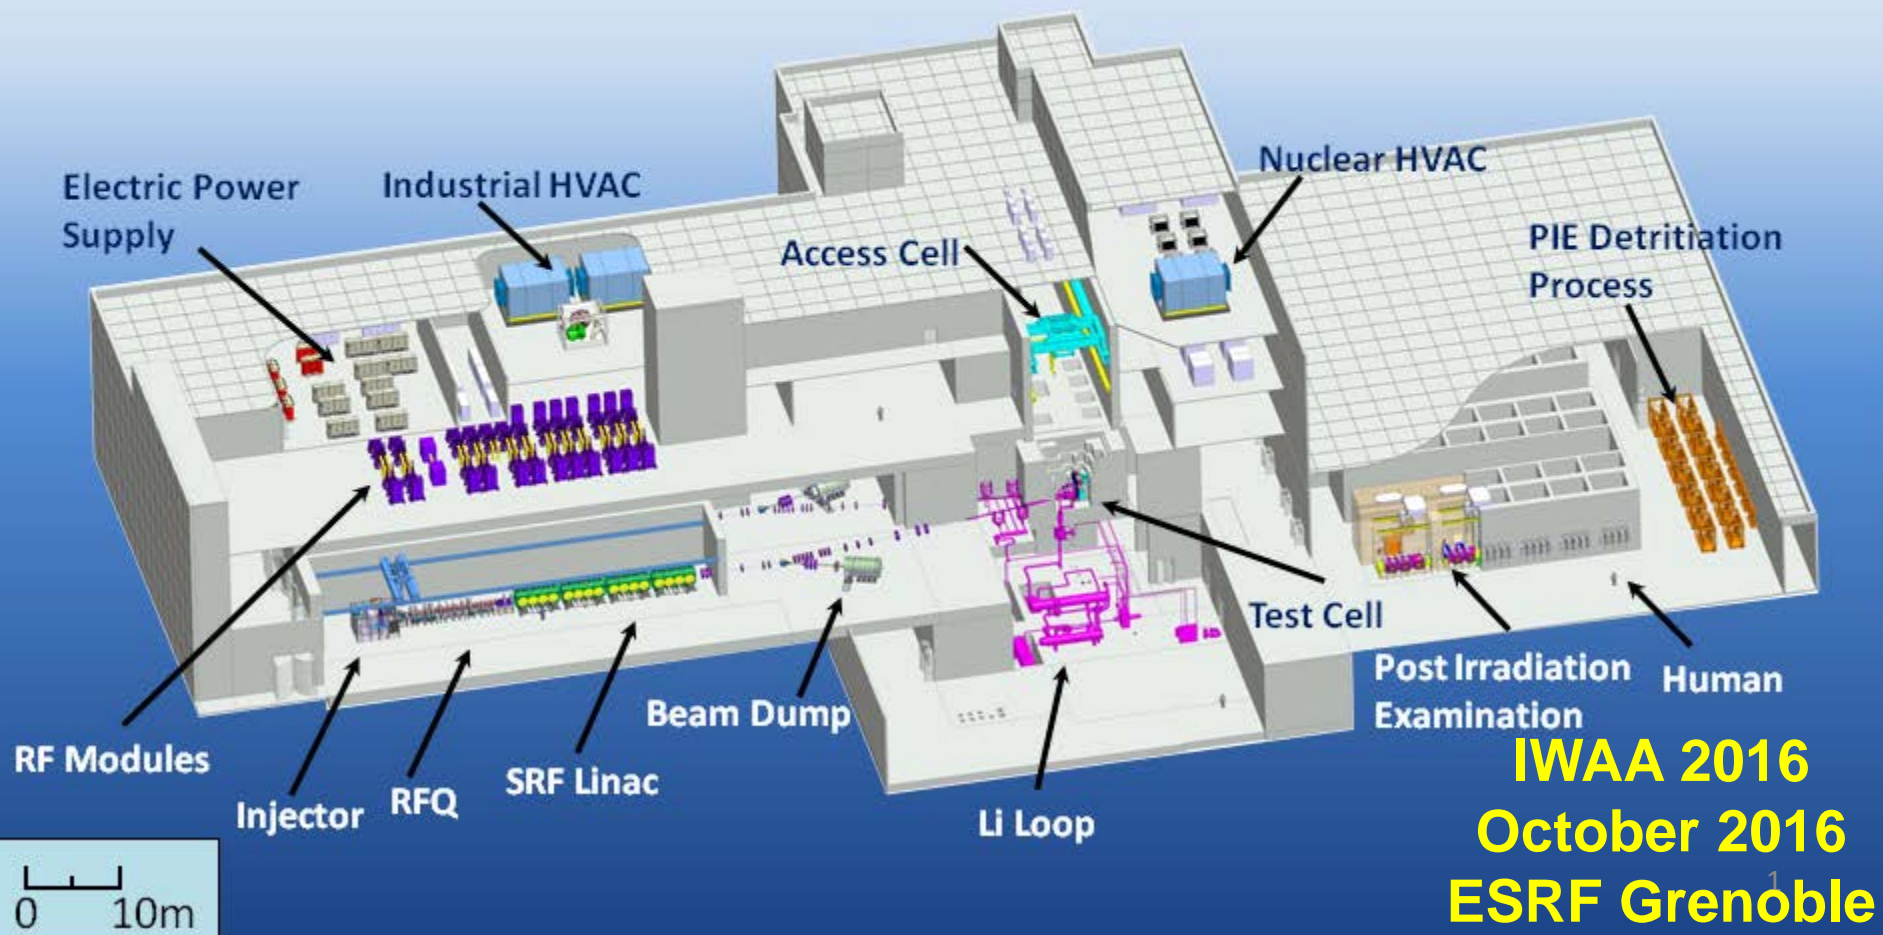 Electric Power
Supply
Industrial HVAC
Nuclear HVAC
Access Cell
PIE Detritiation
Process
Test Cell
Post Irradiation
Examination
Human
Beam Dump
RF Modules
Injector
RFQ
SRF Linac
Li Loop
IWAA 2016
October 2016
ESRF Grenoble
1
0 10m